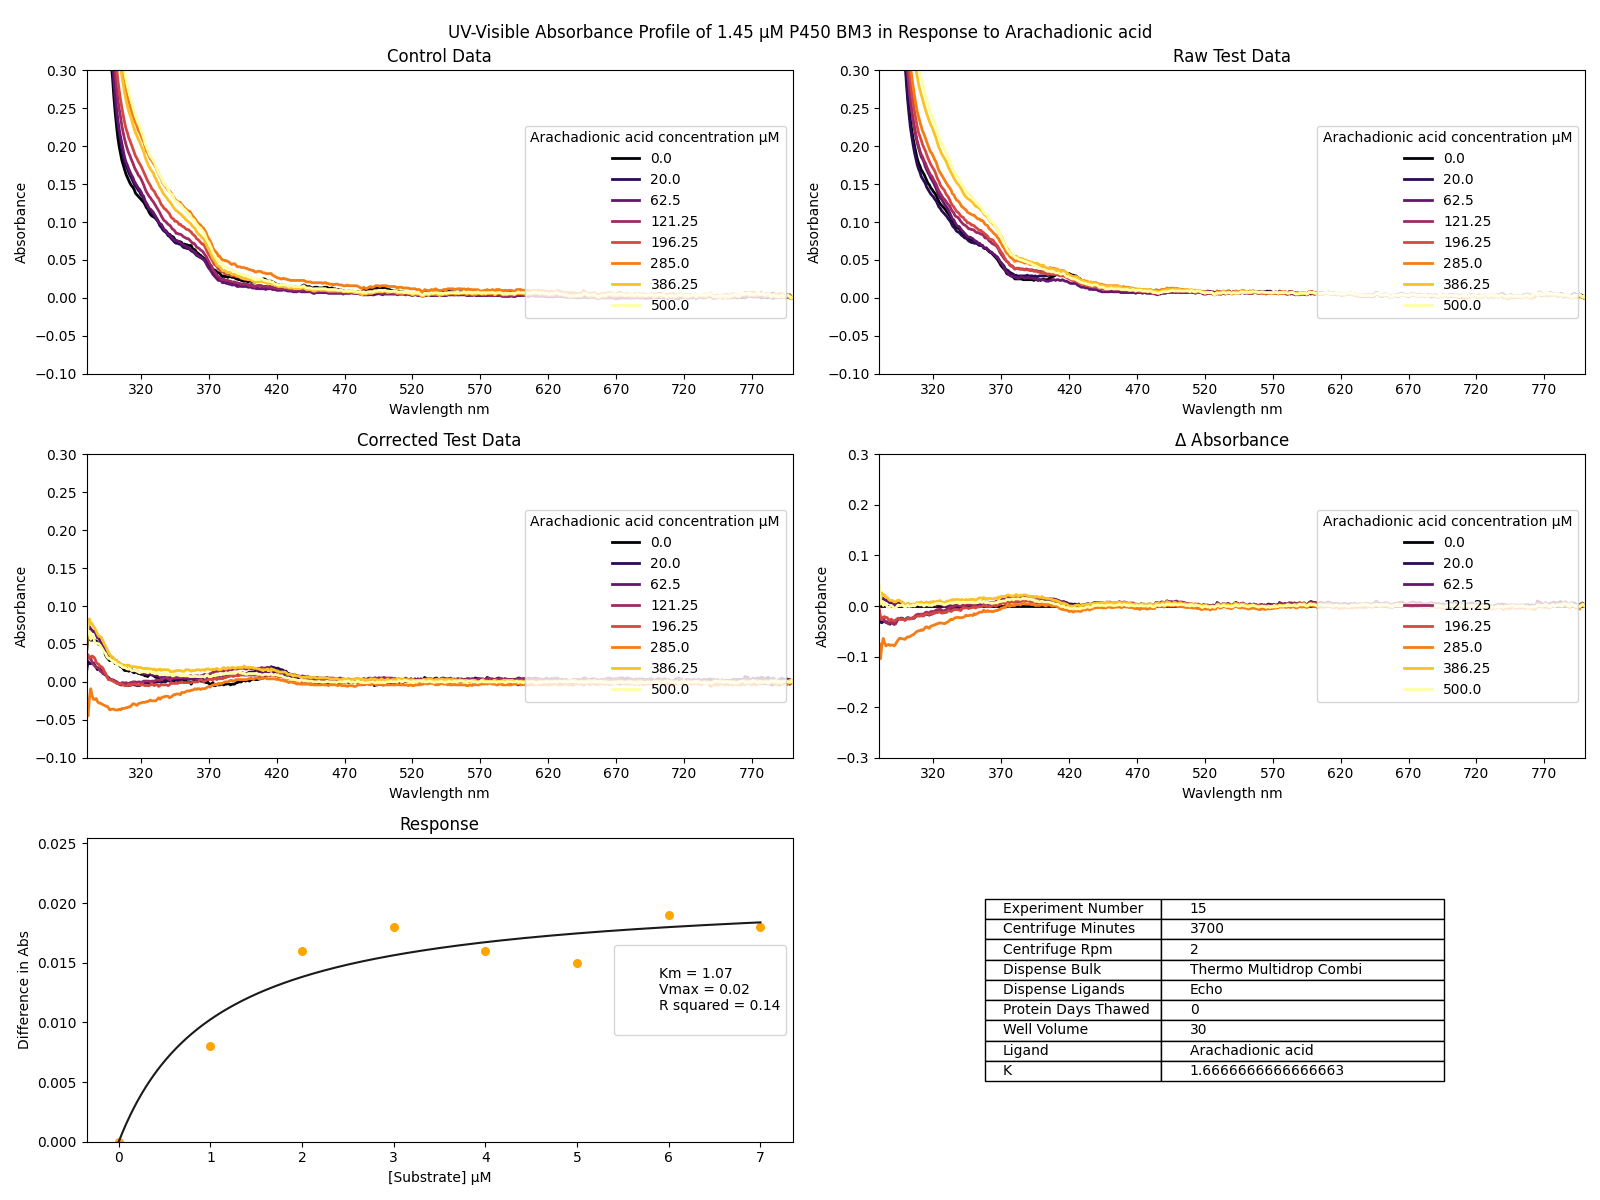 UV-Visible Absorbance Profile of 1.45 µM P450 BM3 in Response to Arachadionic acid
Control Data
0.30
0.25
0.20
0.15
0.10
0.05
0.00
−0.05
−0.10
Absorbance
320 370 420 470 520 570 620 670 720 770
Wavlength nm
Arachadionic acid concentration µM
0.0
20.0
62.5
121.25
196.25
285.0
386.25
500.0
Raw Test Data
0.30
0.25
0.20
0.15
0.10
0.05
0.00
−0.05
−0.10
Absorbance
320 370 420 470 520 570 620 670 720 770
Wavlength nm
Arachadionic acid concentration µM
0.0
20.0
62.5
121.25
196.25
285.0
386.25
500.0
Corrected Test Data
0.30
0.25
0.20
0.15
0.10
0.05
0.00
−0.05
−0.10
Absorbance
320 370 420 470 520 570 620 670 720 770
Wavlength nm
Arachadionic acid concentration µM
0.0
20.0
62.5
121.25
196.25
285.0
386.25
500.0
Δ Absorbance
0.3
0.2
0.1
0.0
−0.1
−0.2
−0.3
Absorbance
320 370 420 470 520 570 620 670 720 770
Wavlength nm
Arachadionic acid concentration µM
0.0
20.0
62.5
121.25
196.25
285.0
386.25
500.0
Response
0.025
0.020
0.015
0.010
0.005
0.000
Difference in Abs
0 1 2 3 4 5 6 7
[Substrate] µM
Km = 1.07
Vmax = 0.02
R squared = 0.14
Experiment Number 15
Centrifuge Minutes 3700
Centrifuge Rpm 2
Dispense Bulk Thermo Multidrop Combi
Dispense Ligands Echo
Protein Days Thawed 0
Well Volume 30
Ligand Arachadionic acid
K 1.6666666666666663